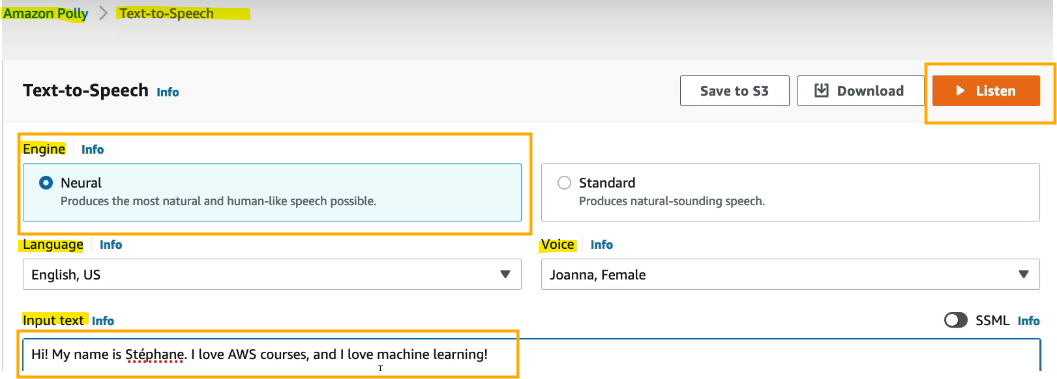 Amazon Polly > Text-to-Speech
Text-to-Speech Info
Save to S3 Download Listen
Engine Info
Neural
Produces the most natural and human-like speech possible.
Standard
Produces natural-sounding speech.
Language Info
English, US
Voice Info
Joanna, Female
Input text Info
SSML Info
Hi! My name is Stéphane. I love AWS courses, and I love machine learning!